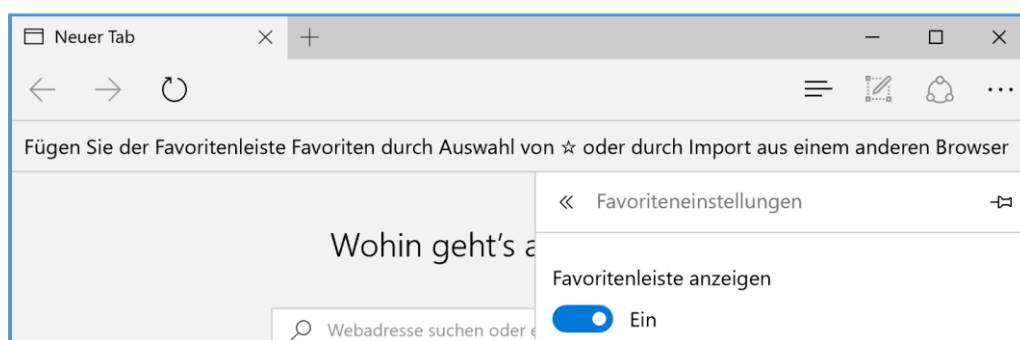 Neuer Tab
Fügen Sie der Favoritenleiste Favoriten durch Auswahl von ☆ oder durch Import aus einem anderen Browser
Favoriteneinstellungen
Wohin geht's
Favoritenleiste anzeigen
Ein
Webadresse suchen oder